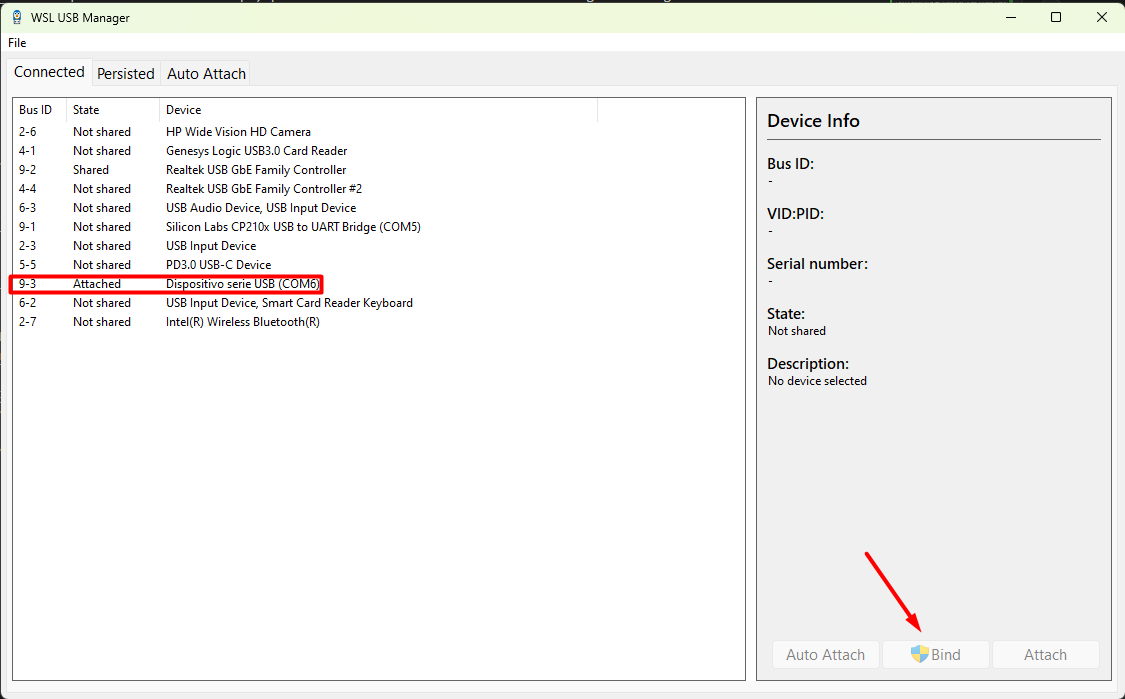 WSL USB Manager
File
Connected Persisted Auto Attach
Bus ID State Device
2-6 Not shared HP Wide Vision HD Camera
4-1 Not shared Genesys Logic USB3.0 Card Reader
9-2 Shared Realtek USB GbE Family Controller
4-4 Not shared Realtek USB GbE Family Controller #2
6-3 Not shared USB Audio Device, USB Input Device
9-1 Not shared Silicon Labs CP210x USB to UART Bridge (COM5)
2-3 Not shared USB Input Device
5-5 Not shared PD3.0 USB-C Device
9-3 Attached Dispositivo serie USB (COM6)
6-2 Not shared USB Input Device, Smart Card Reader Keyboard
2-7 Not shared Intel(R) Wireless Bluetooth(R)
Device Info
Bus ID:
-
VID:PID:
-
Serial number:
-
State:
Not shared
Description:
No device selected
Auto Attach Bind Attach